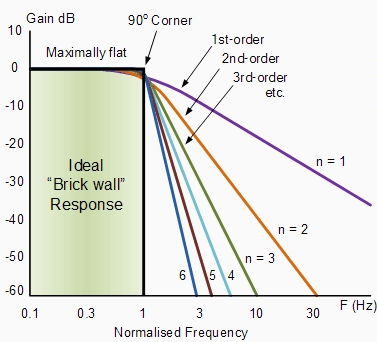 Gain dB
90° Corner
10
Maximally flat
1st-order
2nd-order
3rd-order
etc.
0
-10
-20
-30
-40
-50
-60
Ideal
“Brick wall”
Response
n = 1
n = 2
n = 3
6 5 4
F (Hz)
0.1 0.3 1 3 10 30
Normalised Frequency